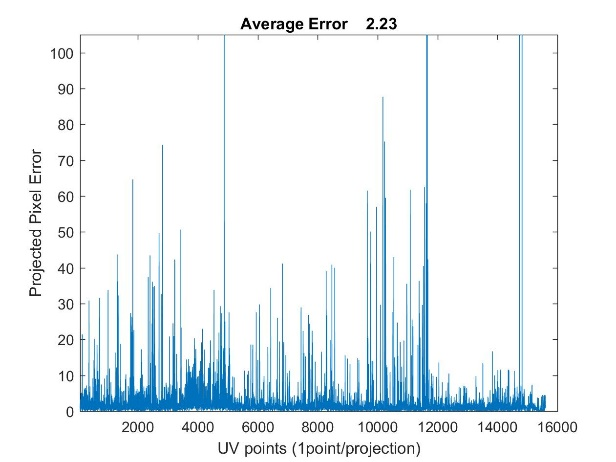 Average Error 2.23
100
90
80
70
60
50
40
30
20
10
0
Projected Pixel Error
2000 4000 6000 8000 10000 12000 14000 16000
UV points (1point/projection)